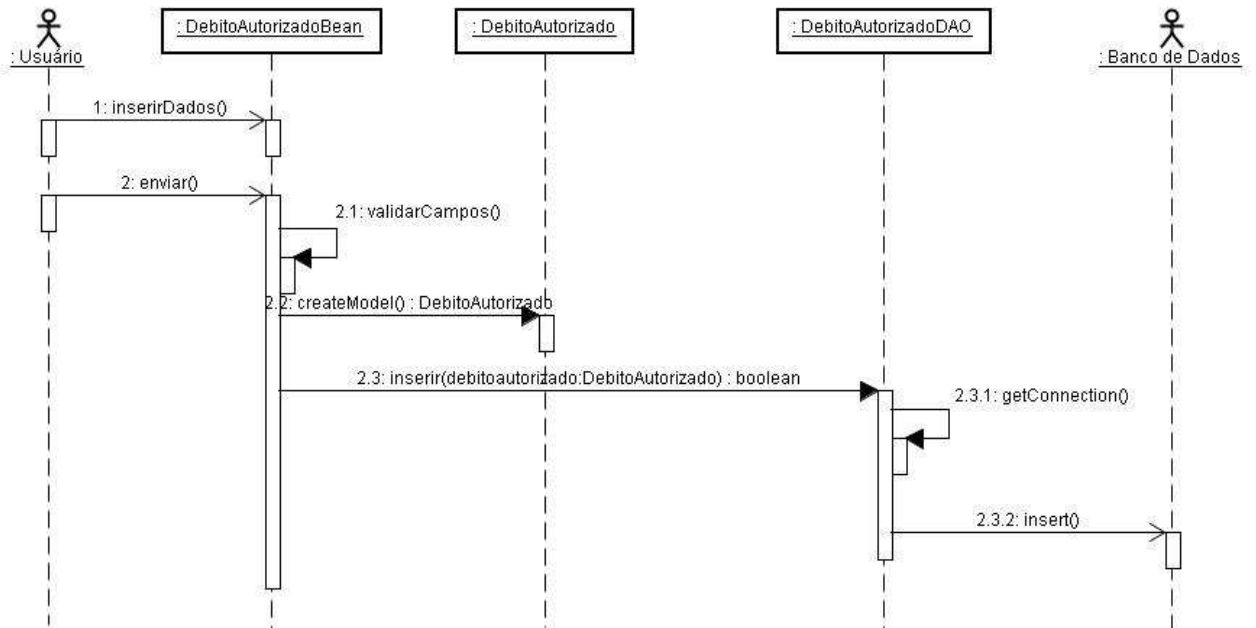 : Usuário
: DebitoAutorizadoBean
: DebitoAutorizado
: DebitoAutorizadoDAO
: Banco de Dados
1: inserirDados()
2: enviar()
2.1: validarCampos()
2.2: createModel() : DebitoAutorizado
2.3: inserir(debitoautorizado:DebitoAutorizado) : boolean
2.3.1: getConnection()
2.3.2: insert()